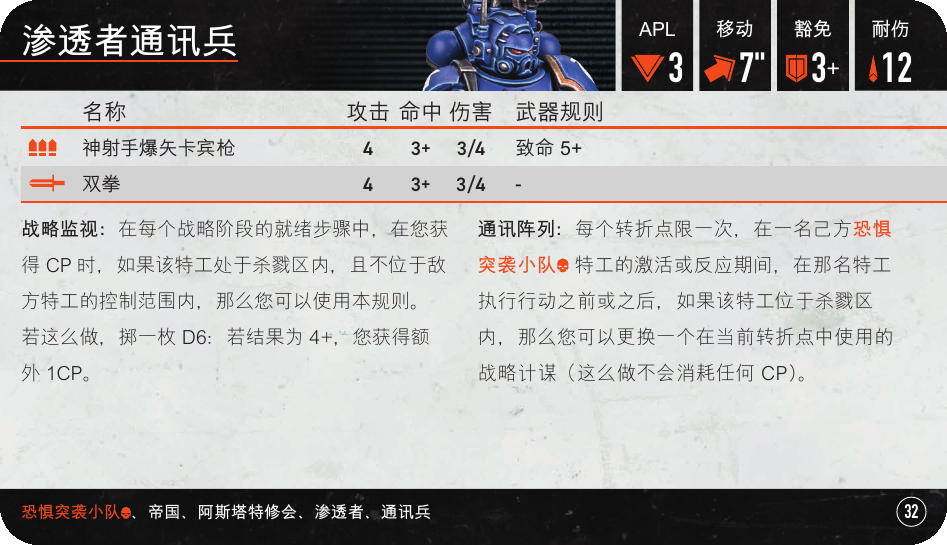 渗透者通讯兵
APL 移动 豁免 耐伤
3 7" 3+ 12
名称 攻击 命中 伤害 武器规则
神射手爆矢卡宾枪 4 3+ 3/4 致命 5+
双拳 4 3+ 3/4 -
战略监视：在每个战略阶段的就绪步骤中，在您获
得 CP 时，如果该特工处于杀戮区内，且不位于敌
方特工的控制范围内，那么您可以使用本规则。
若这么做，掷一枚 D6：若结果为 4+，您获得额
外 1CP。
通讯阵列：每个转折点限一次，在一名己方恐惧
突袭小队 特工的激活或反应期间，在那名特工
执行行动之前或之后，如果该特工位于杀戮区
内，那么您可以更换一个在当前转折点中使用的
战略计谋（这么做不会消耗任何 CP）。
恐惧突袭小队、帝国、阿斯塔特修会、渗透者、通讯兵
32